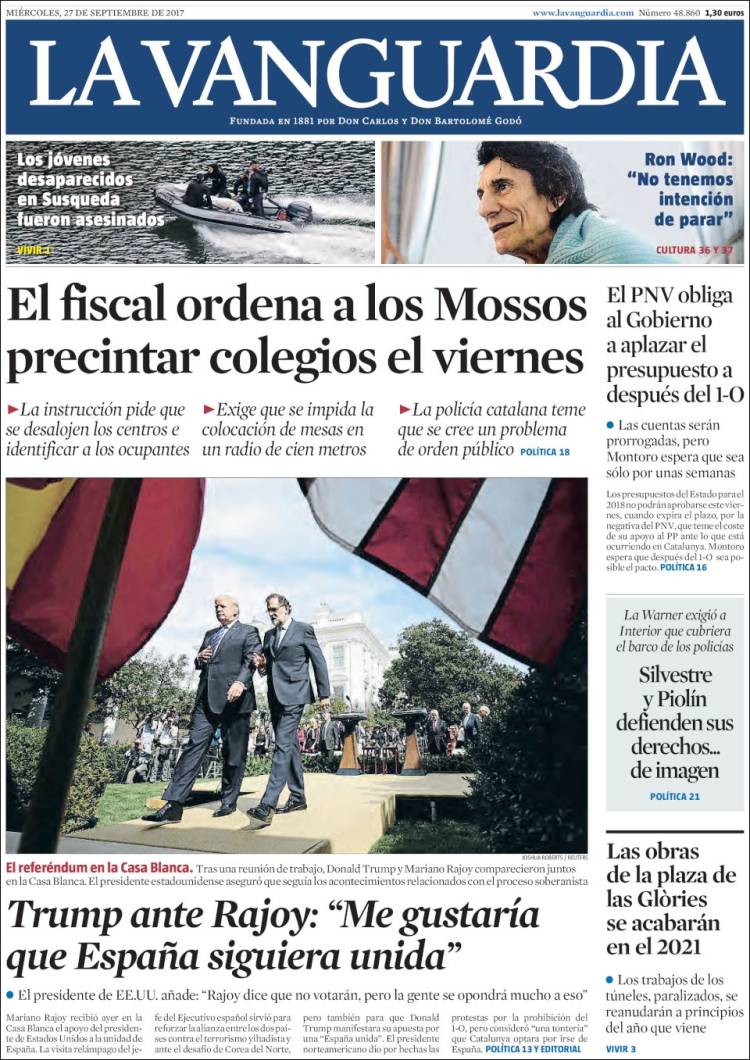 MIÉRCOLES, 27 DE SEPTIEMBRE DE 2017
www.lavanguardia.com Número 48.860 1,30 euros
LA VANGUARDIA
FUNDADA EN 1881 POR DON CARLOS Y DON BARTOLOMÉ GODÓ
Los jóvenes
desaparecidos
en Susqueda
fueron asesinados
VIVIR 1
Ron Wood:
“No tenemos
intención
de parar”
CULTURA 36 Y 37
El fiscal ordena a los Mossos
precintar colegios el viernes
La instrucción pide que
se desalojen los centros e
identificar a los ocupantes
Exige que se impida la
colocación de mesas en
un radio de cien metros
La policía catalana teme
que se cree un problema
de orden público POLÍTICA 18
JOSHUA ROBERTS / REUTERS
El referéndum en la Casa Blanca. Tras una reunión de trabajo, Donald Trump y Mariano Rajoy comparecieron juntos
en la Casa Blanca. El presidente estadounidense aseguró que seguía los acontecimientos relacionados con el proceso soberanista
Trump ante Rajoy: “Me gustaría
que España siguiera unida”
El presidente de EE.UU. añade: “Rajoy dice que no votarán, pero la gente se opondrá mucho a eso”
Mariano Rajoy recibió ayer en la
Casa Blanca el apoyo del presiden-
te de Estados Unidos a la unidad de
España. La visita relámpago del je-
fe del Ejecutivo español sirvió para
reforzar la alianza entre los dos paí-
ses contra el terrorismo yihadista y
ante el desafío de Corea del Norte,
pero también para que Donald
Trump manifestara su apuesta por
una “España unida”. El presidente
norteamericano dio por hechas las
protestas por la prohibición del
1-O, pero consideró “una tontería”
que Catalunya optara por irse de
España. POLÍTICA 13 Y EDITORIAL
El PNV obliga
al Gobierno
a aplazar el
presupuesto a
después del 1-O
Las cuentas serán
prorrogadas, pero
Montoro espera que sea
sólo por unas semanas
Los presupuestos del Estado para el
2018 no podrán aprobarse este vier-
nes, cuando expira el plazo, por la
negativa del PNV, que teme el coste
de su apoyo al PP ante lo que está
ocurriendo en Catalunya. Montoro
espera que después del 1-O sea po-
sible el pacto. POLÍTICA 16
La Warner exigió a
Interior que cubriera
el barco de los policías
Silvestre
y Piolín
defienden sus
derechos...
de imagen
POLÍTICA 21
Las obras
de la plaza de
las Glòries
se acabarán
en el 2021
Los trabajos de los
túneles, paralizados, se
reanudarán a principios
del año que viene
VIVIR 3